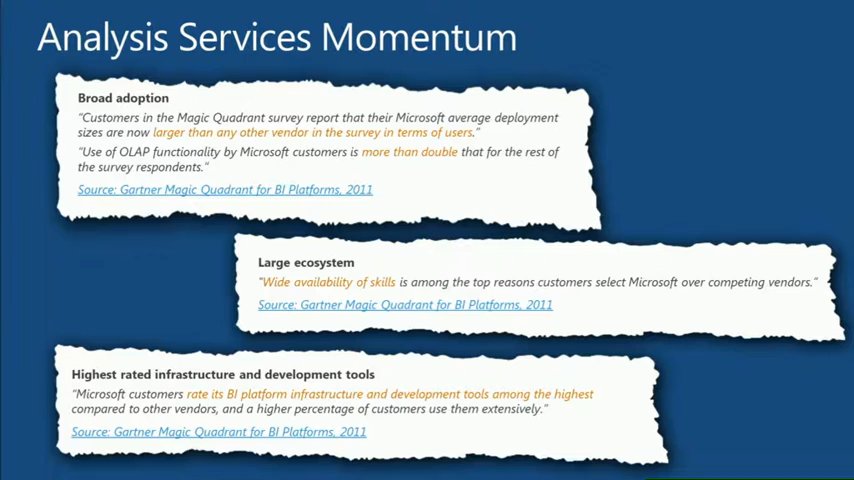 Analysis Services Momentum
Broad adoption
"Customers in the Magic Quadrant survey report that their Microsoft average deployment
sizes are now larger than any other vendor in the survey in terms of users."
"Use of OLAP functionality by Microsoft customers is more than double that for the rest of
the survey respondents."
Source: Gartner Magic Quadrant for BI Platforms, 2011
Large ecosystem
"Wide availability of skills is among the top reasons customers select Microsoft over competing vendors."
Source: Gartner Magic Quadrant for BI Platforms, 2011
Highest rated infrastructure and development tools
"Microsoft customers rate its BI platform infrastructure and development tools among the highest
compared to other vendors, and a higher percentage of customers use them extensively."
Source: Gartner Magic Quadrant for BI Platforms, 2011